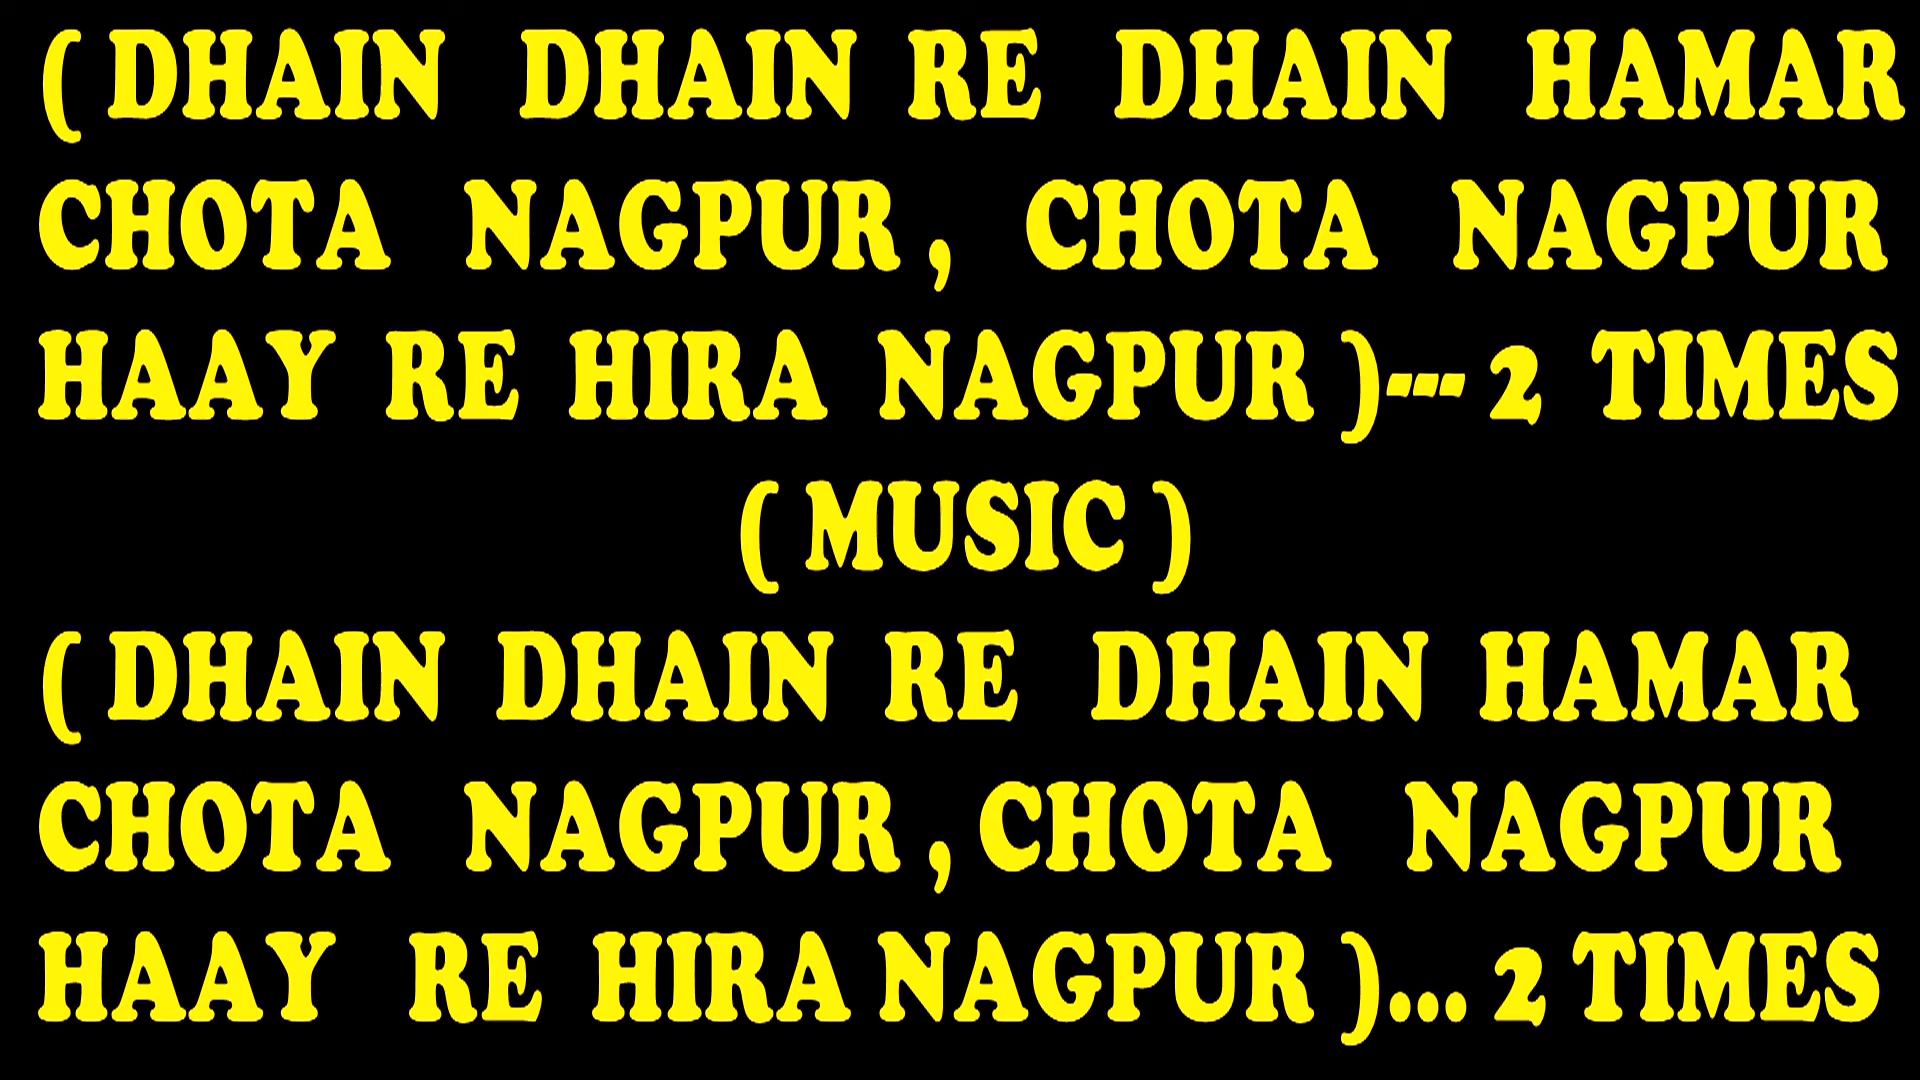 ( DHAIN DHAIN RE DHAIN HAMAR
CHOTA NAGPUR , CHOTA NAGPUR
HAAY RE HIRA NAGPUR )--- 2 TIMES
( MUSIC )
( DHAIN DHAIN RE DHAIN HAMAR
CHOTA NAGPUR , CHOTA NAGPUR
HAAY RE HIRA NAGPUR )... 2 TIMES